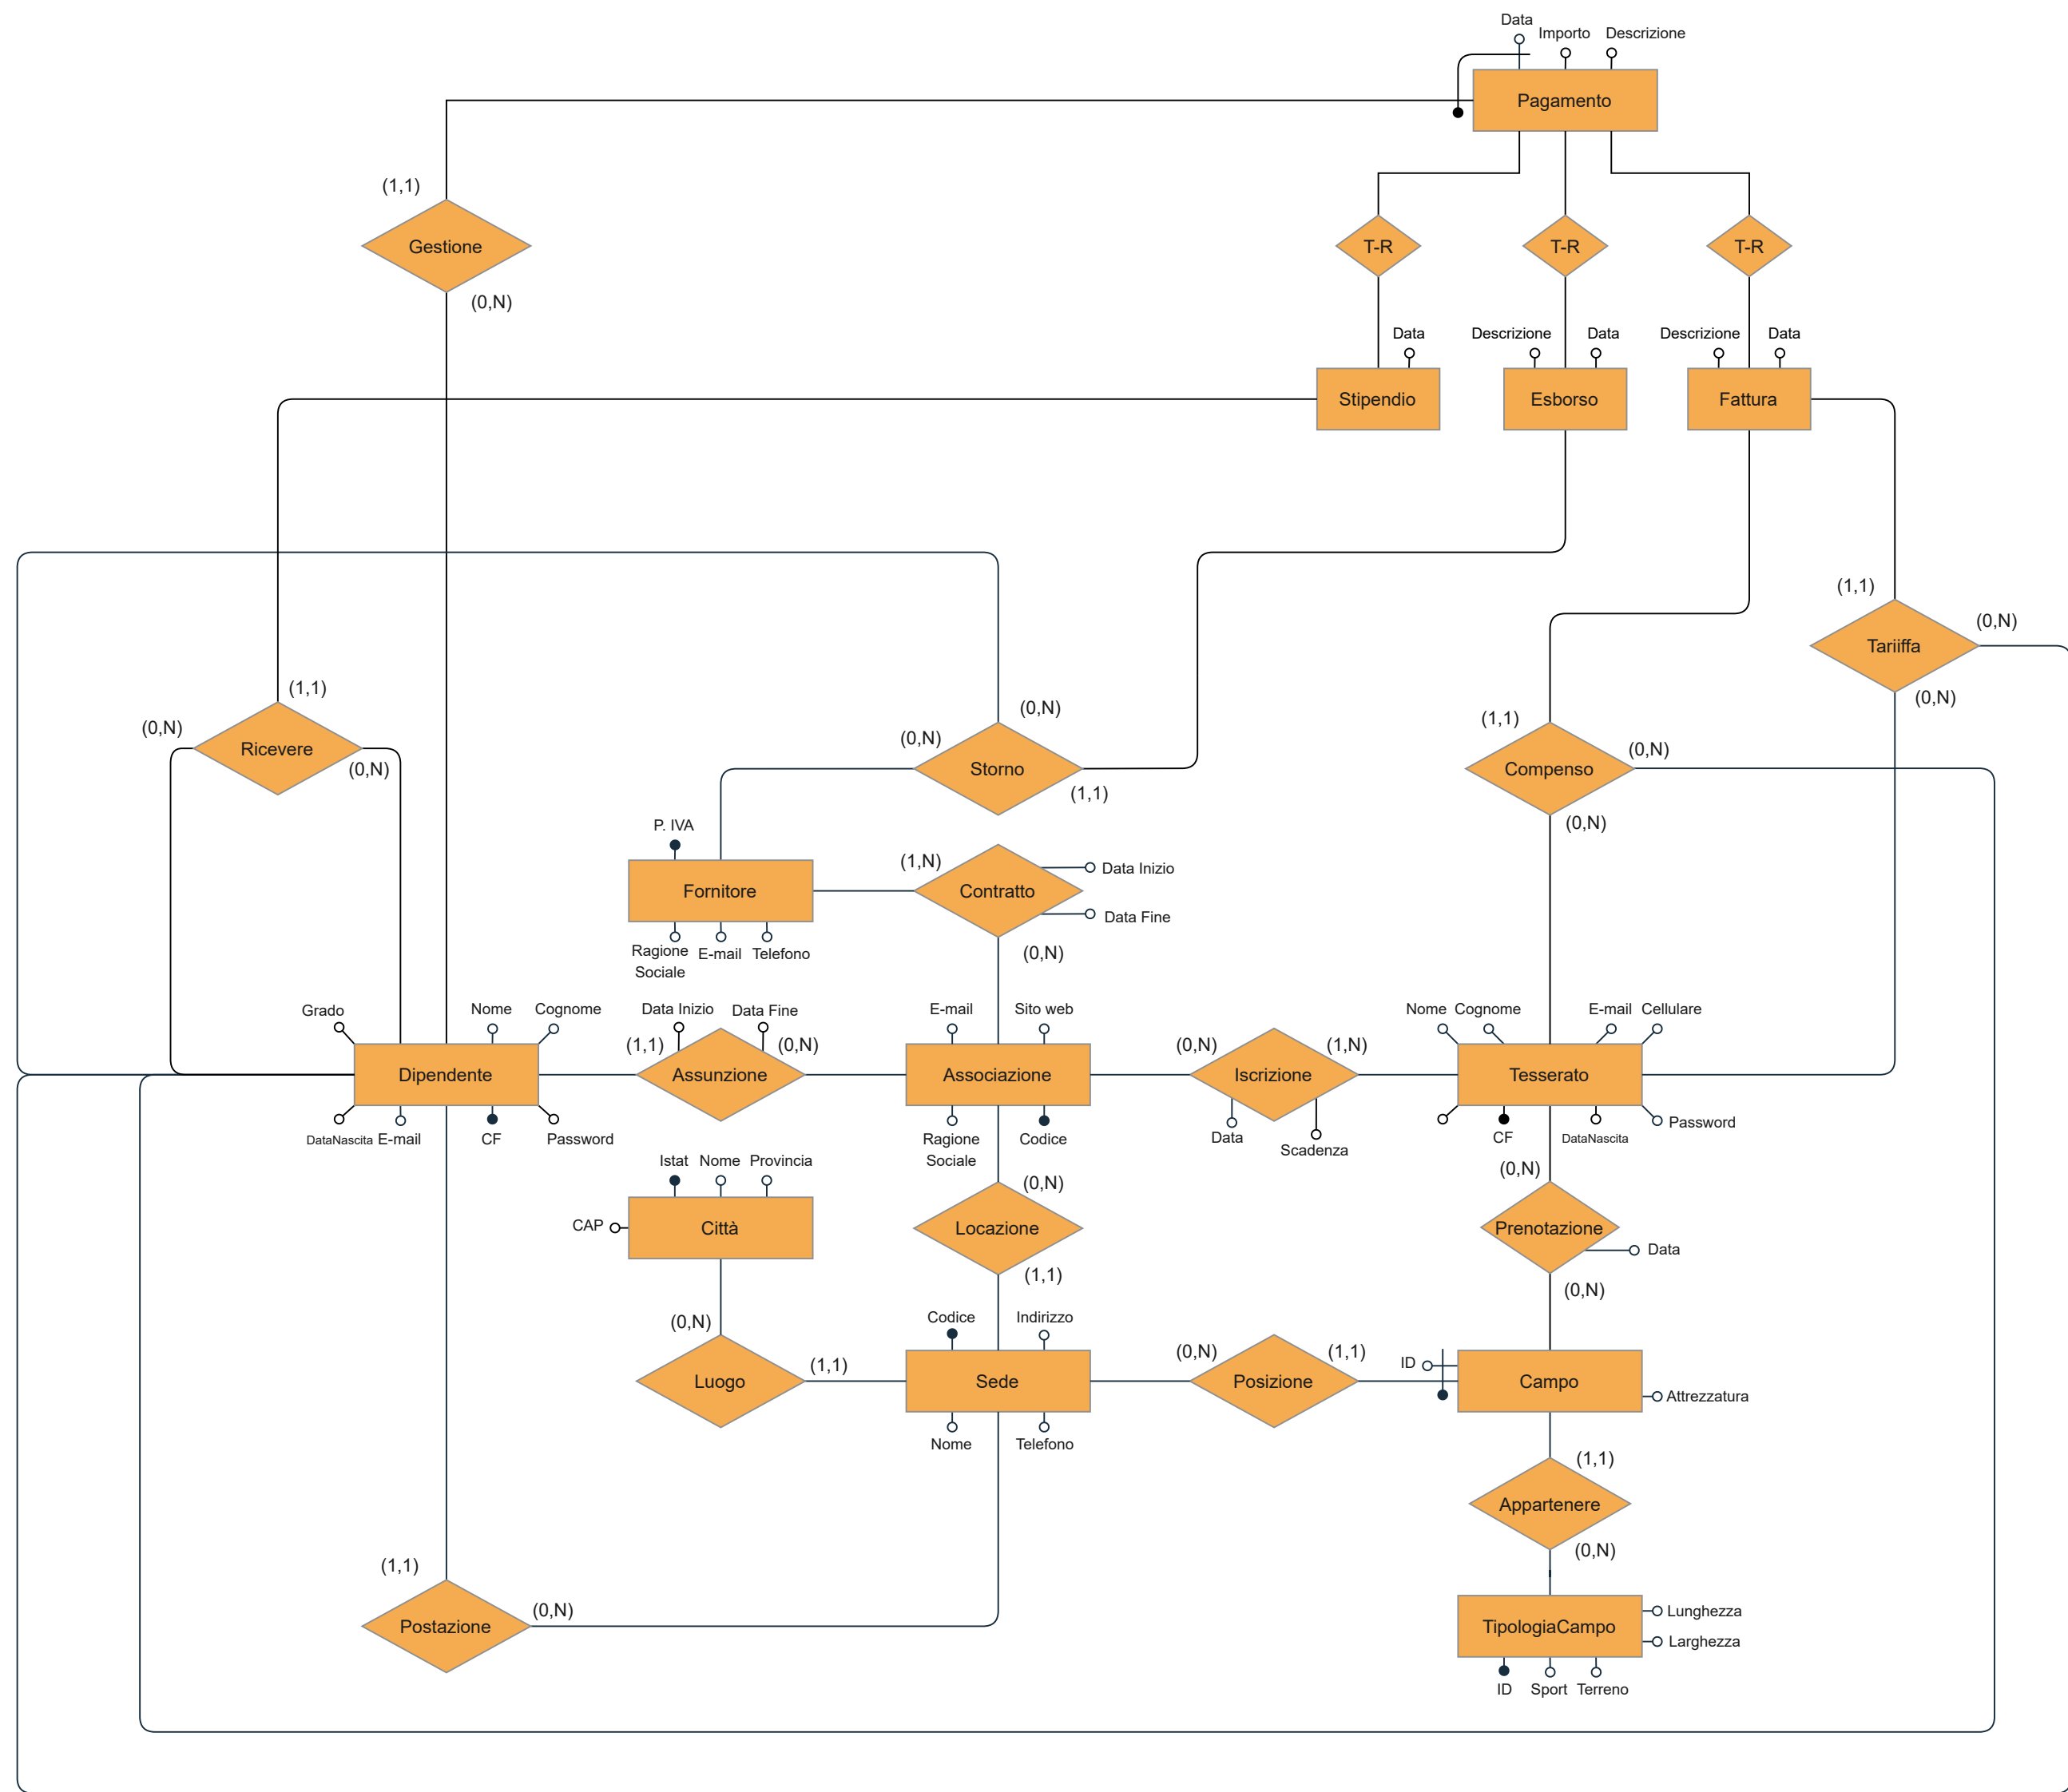 Data
Importo
Descrizione
Pagamento
(1,1)
Gestione
(0,N)
T-R
T-R
T-R
Data
Descrizione
Data
Descrizione
Data
Stipendio
Esborso
Fattura
(1,1)
(0,N)
Tariiffa
(0,N)
(1,1)
(0,N)
Ricevere
(0,N)
(0,N)
(0,N)
Storno
(1,1)
(1,1)
(0,N)
Compenso
(0,N)
P. IVA
Fornitore
(1,N)
Contratto
Data Inizio
Data Fine
Ragione
Sociale
E-mail
Telefono
(0,N)
Grado
Nome
Cognome
Data Inizio
Data Fine
E-mail
Sito web
Nome
Cognome
E-mail
Cellulare
(1,1)
(0,N)
(0,N)
(1,N)
Dipendente
Assunzione
Associazione
Iscrizione
Tesserato
DataNascita
E-mail
CF
Password
Ragione
Sociale
Codice
Data
Scadenza
CF
DataNascita
Password
Istat
Nome
Provincia
CAP
Città
(0,N)
Locazione
(1,1)
(0,N)
Prenotazione
Data
(0,N)
(0,N)
Codice
Indirizzo
Luogo
(1,1)
Sede
(0,N)
Posizione
(1,1)
ID
Campo
Attrezzatura
Nome
Telefono
(1,1)
Appartenere
(0,N)
(1,1)
Postazione
(0,N)
TipologiaCampo
Lunghezza
Larghezza
ID
Sport
Terreno